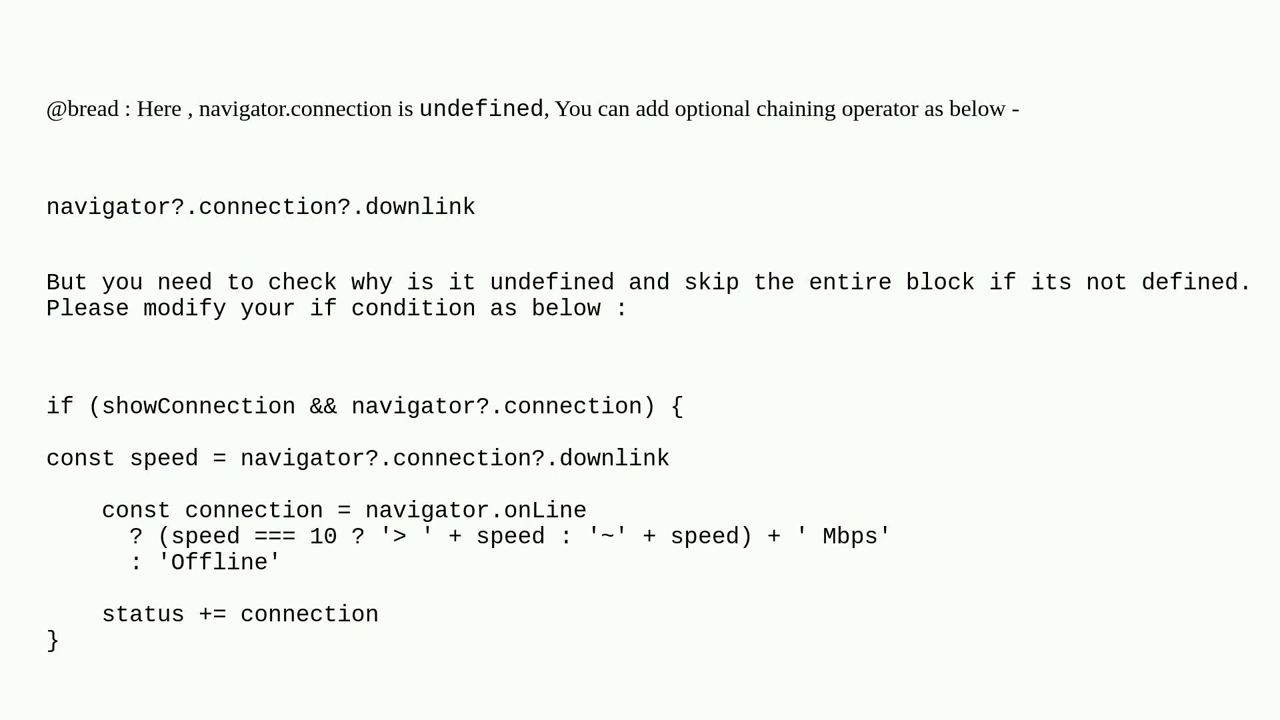 @bread : Here , navigator.connection is undefined, You can add optional chaining operator as below -
navigator?.connection?.downlink
But you need to check why is it undefined and skip the entire block if its not defined.
Please modify your if condition as below :
if (showConnection && navigator?.connection) {
const speed = navigator?.connection?.downlink
    const connection = navigator.onLine
      ? (speed === 10 ? '> ' + speed : '~' + speed) + ' Mbps'
      : 'Offline'
    status += connection
}